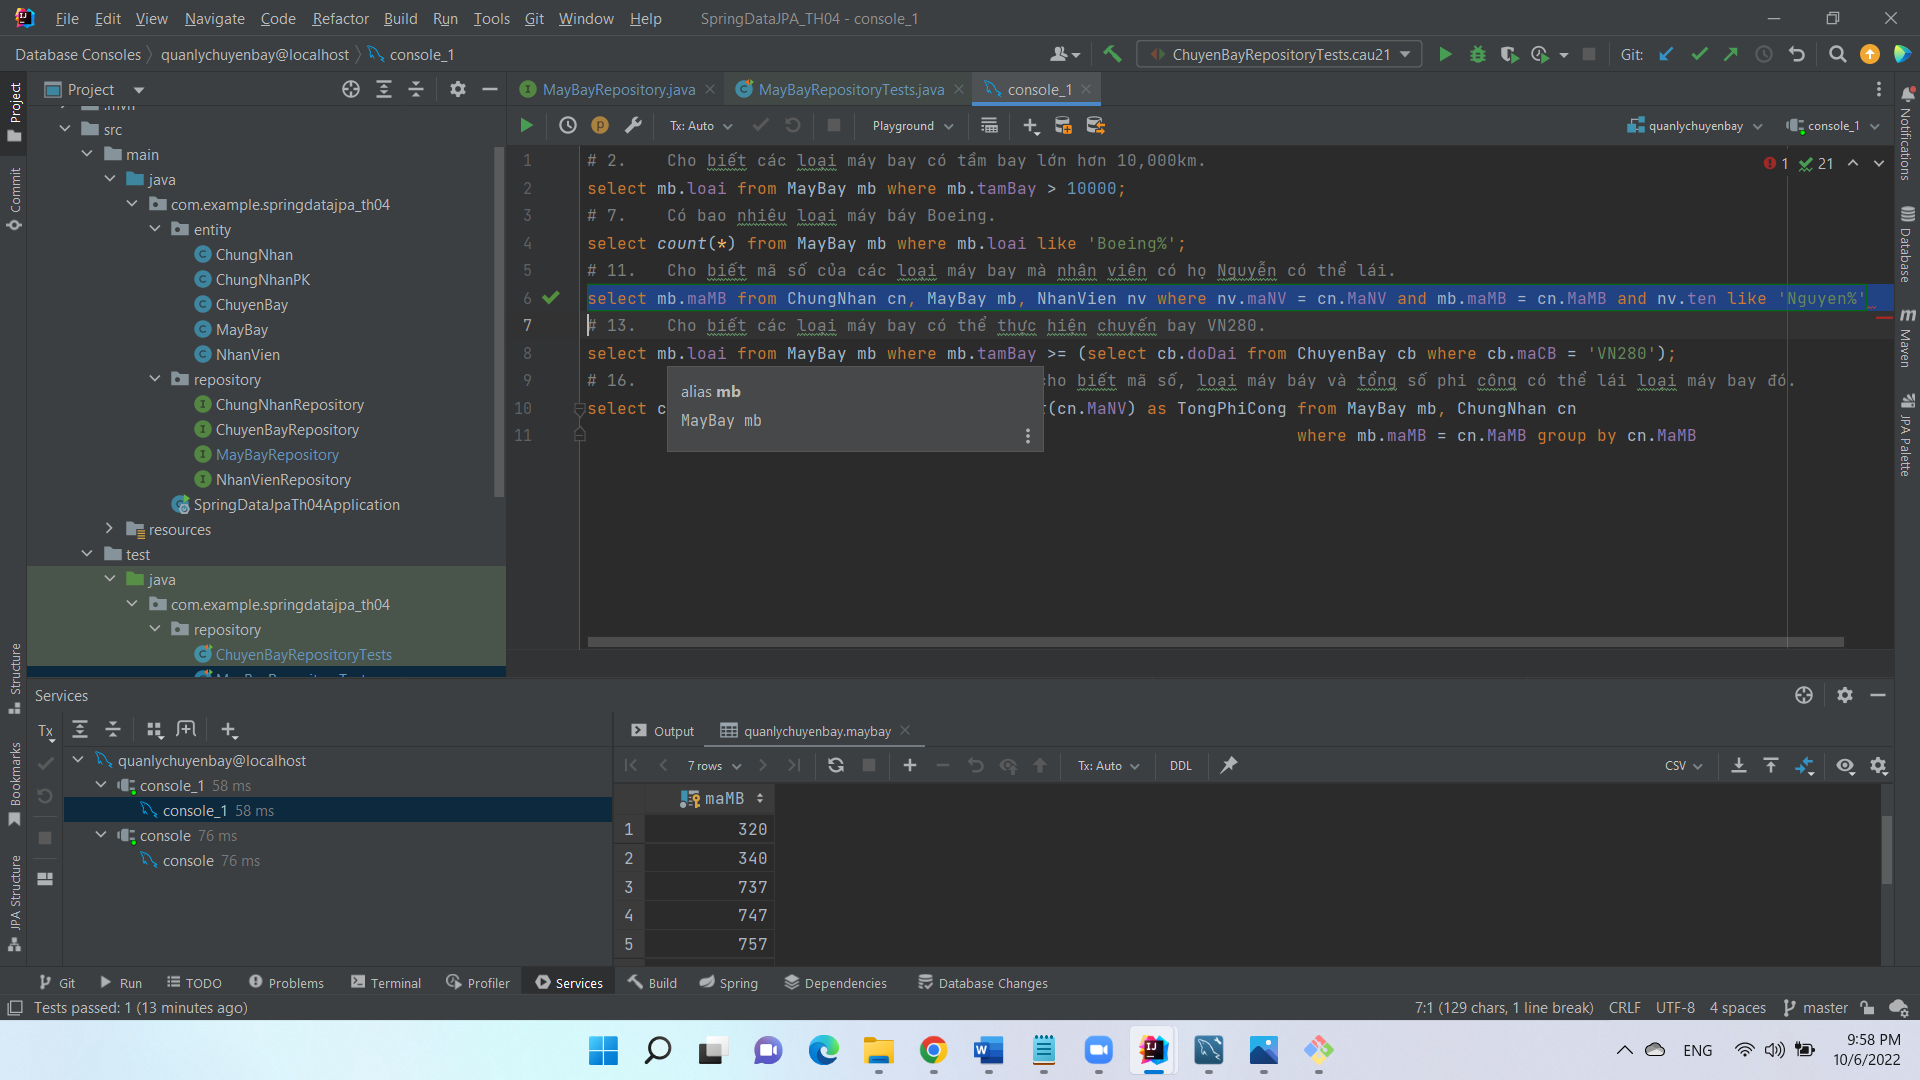 File Edit View Navigate Code Refactor Build Run Tools Git Window Help SpringDataJPA_TH04 - console_1
Database Consoles quanlychuyenbay@localhost console_1 ChuyenBayRepositoryTests.cau21 Git:
Project
MayBayRepository.java MayBayRepositoryTests.java console_1
Tx: Auto Playground quanlychuyenbay console_1
src
main
java
com.example.springdatajpa_th04
entity
ChungNhan
ChungNhanPK
ChuyenBay
MayBay
NhanVien
repository
ChungNhanRepository
ChuyenBayRepository
MayBayRepository
NhanVienRepository
SpringDataJpaTh04Application
resources
test
java
com.example.springdatajpa_th04
repository
ChuyenBayRepositoryTests
1 # 2. Cho biết các loại máy bay có tầm bay lớn hơn 10,000km.
2 select mb.loai from MayBay mb where mb.tamBay > 10000;
3 # 7. Có bao nhiêu loại máy báy Boeing.
4 select count(*) from MayBay mb where mb.loai like 'Boeing%';
5 # 11. Cho biết mã số của các loại máy bay mà nhân viên có họ Nguyễn có thể lái.
6 select mb.maMB from ChungNhan cn, MayBay mb, NhanVien nv where nv.maNV = cn.MaNV and mb.maMB = cn.MaMB and nv.ten like 'Nguyen%'
7 # 13. Cho biết các loại máy bay có thể thực hiện chuyến bay VN280.
8 select mb.loai from MayBay mb where mb.tamBay >= (select cb.doDai from ChuyenBay cb where cb.maCB = 'VN280');
9 # 16. cho biết mã số, loại máy báy và tổng số phi công có thể lái loại máy bay đó.
10 select c (cn.MaNV) as TongPhiCong from MayBay mb, ChungNhan cn
11 where mb.maMB = cn.MaMB group by cn.MaMB
alias mb
MayBay mb
1 21
Project
Commit
Structure
Bookmarks
JPA Structure
Notifications
Database
Maven
JPA Palette
Services
Tx
quanlychuyenbay@localhost
console_1 58 ms
console_1 58 ms
console 76 ms
console 76 ms
Output quanlychuyenbay.maybay
7 rows Tx: Auto DDL CSV
maMB
1 320
2 340
3 737
4 747
5 757
Git Run TODO Problems Terminal Profiler Services Build Spring Dependencies Database Changes
Tests passed: 1 (13 minutes ago) 7:1 (129 chars, 1 line break) CRLF UTF-8 4 spaces master
ENG 9:58 PM
10/6/2022